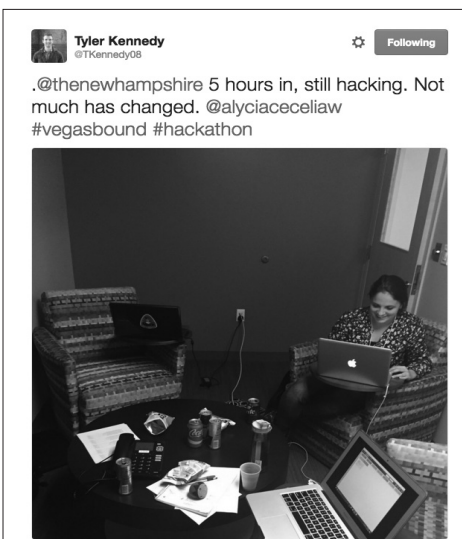 Tyler Kennedy
@TKennedy08
Following
.@thenewhampshire 5 hours in, still hacking. Not
much has changed. @alyciaceceliaw
#vegasbound #hackathon